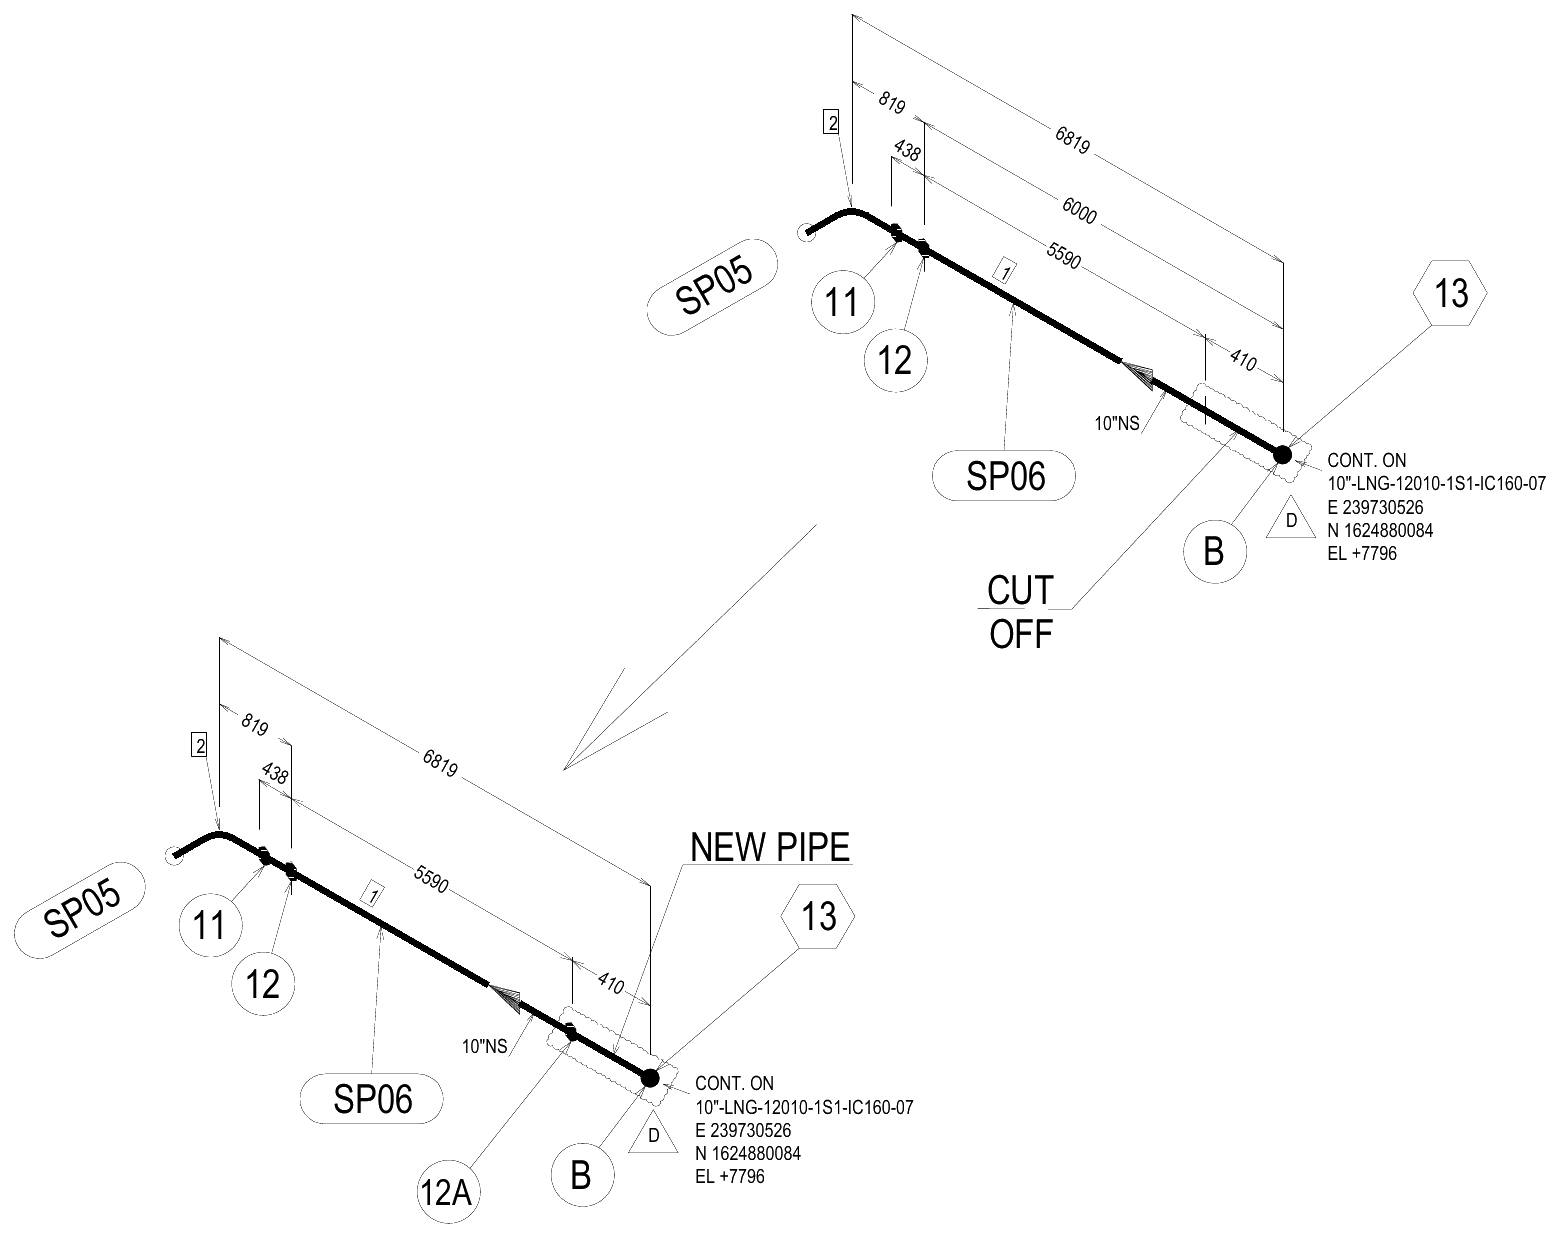 6819
819
2
438
6000
5590
SP05
1
13
11
12
410
10"NS
CONT. ON
SP06
10"-LNG-12010-1S1-IC160-07
E 239730526
D
N 1624880084
B
EL +7796
CUT
OFF
819
2
6819
438
NEW PIPE
5590
SP05
1
13
11
12
410
10"NS
CONT. ON
SP06
10"-LNG-12010-1S1-IC160-07
E 239730526
D
N 1624880084
B
EL +7796
12A